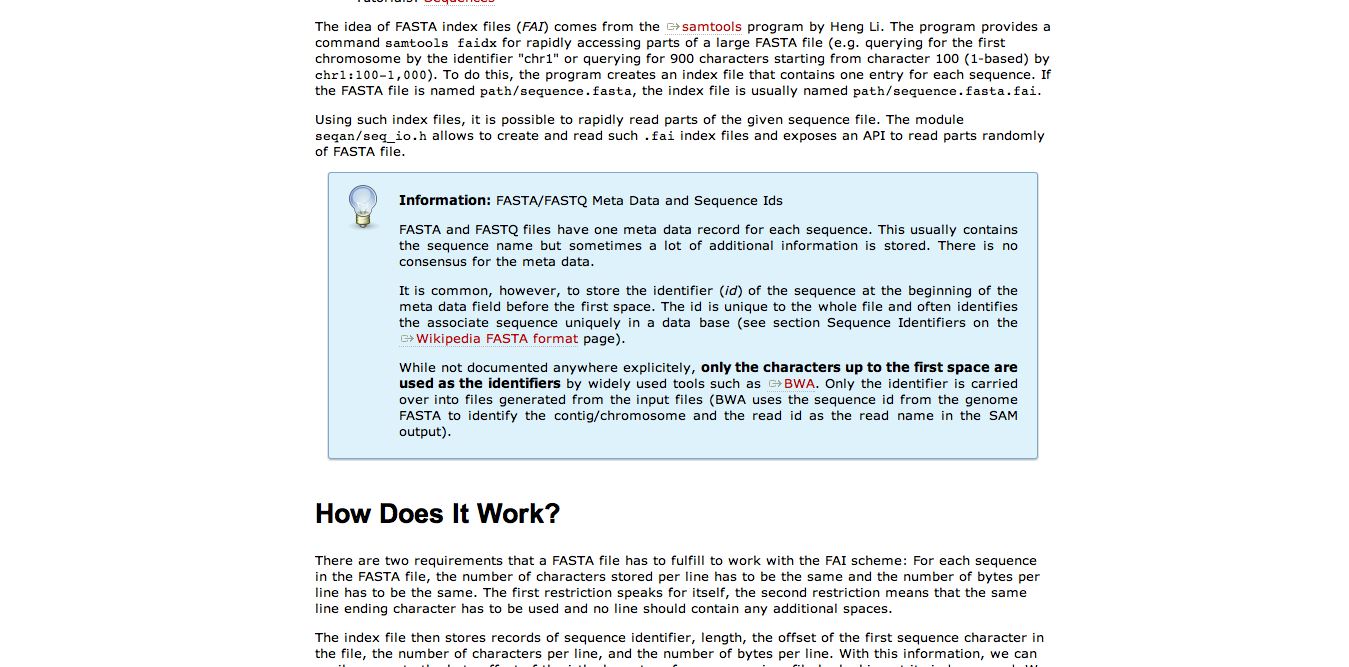 Tutorials: Sequences
The idea of FASTA index files (FAI) comes from the samtools program by Heng Li. The program provides a
command samtools faidx for rapidly accessing parts of a large FASTA file (e.g. querying for the first
chromosome by the identifier "chr1" or querying for 900 characters starting from character 100 (1-based) by
chr1:100-1,000). To do this, the program creates an index file that contains one entry for each sequence. If
the FASTA file is named path/sequence.fasta, the index file is usually named path/sequence.fasta.fai.
Using such index files, it is possible to rapidly read parts of the given sequence file. The module
seqan/seq_io.h allows to create and read such .fai index files and exposes an API to read parts randomly
of FASTA file.
Information: FASTA/FASTQ Meta Data and Sequence Ids
FASTA and FASTQ files have one meta data record for each sequence. This usually contains
the sequence name but sometimes a lot of additional information is stored. There is no
consensus for the meta data.
It is common, however, to store the identifier (id) of the sequence at the beginning of the
meta data field before the first space. The id is unique to the whole file and often identifies
the associate sequence uniquely in a data base (see section Sequence Identifiers on the
Wikipedia FASTA format page).
While not documented anywhere explicitely, only the characters up to the first space are
used as the identifiers by widely used tools such as BWA. Only the identifier is carried
over into files generated from the input files (BWA uses the sequence id from the genome
FASTA to identify the contig/chromosome and the read id as the read name in the SAM
output).
How Does It Work?
There are two requirements that a FASTA file has to fulfill to work with the FAI scheme: For each sequence
in the FASTA file, the number of characters stored per line has to be the same and the number of bytes per
line has to be the same. The first restriction speaks for itself, the second restriction means that the same
line ending character has to be used and no line should contain any additional spaces.
The index file then stores records of sequence identifier, length, the offset of the first sequence character in
the file, the number of characters per line, and the number of bytes per line. With this information, we can